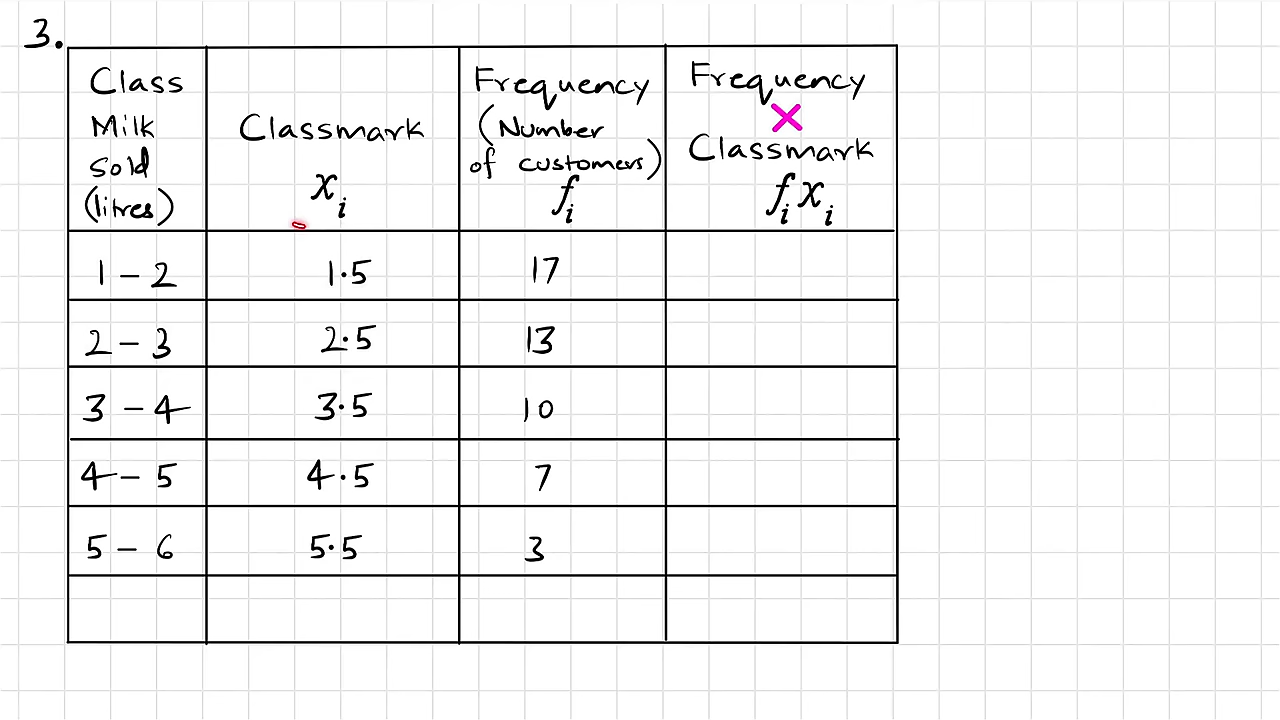 3.
Class
Milk
sold
(litres)
Classmark
x_i
Frequency
(Number
of customers)
f_i
Frequency
×
Classmark
f_i x_i
1 – 2
1·5
17
2 – 3
2·5
13
3 – 4
3·5
10
4 – 5
4·5
7
5 – 6
5·5
3